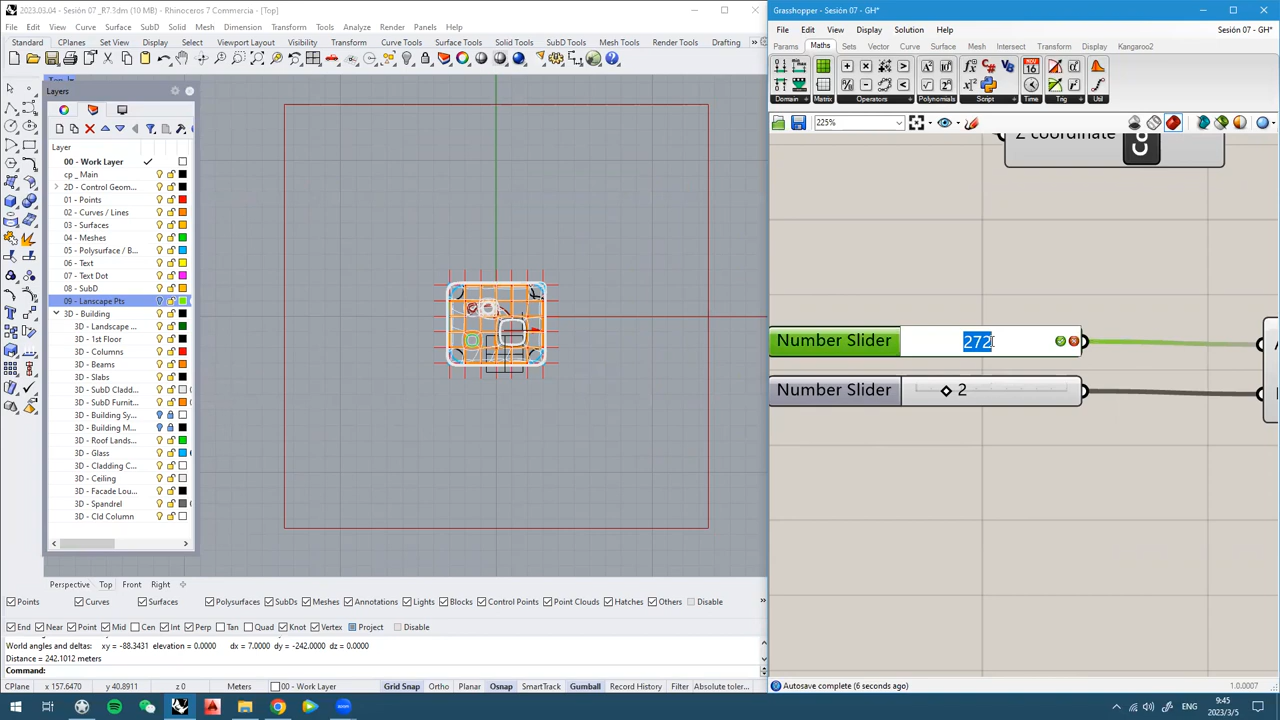 2023.03.04 - Sesión 07_R7.3dm (10 MB) - Rhinoceros 7 Commercial - [Top]
File Edit View Curve Surface Solid SubD Mesh Dimension Transform Tools Analyze Render Panels Help
Standard CPlanes Set View Display Select Viewport Layout Visibility Transform Curve Tools Surface Tools Solid Tools SubD Tools Mesh Tools Render Tools Drafting
Top
Layers
Layer
00 - Work Layer
cp _ Main
2D - Control Geom...
01 - Points
02 - Curves / Lines
03 - Surfaces
04 - Meshes
05 - Polysurface / B...
06 - Text
07 - Text Dot
08 - SubD
09 - Lanscape Pts
3D - Building
3D - Landscape ...
3D - 1st Floor
3D - Columns
3D - Beams
3D - Slabs
3D - SubD Cladd...
3D - SubD Furnit...
3D - Building Sy...
3D - Building M...
3D - Roof Lands...
3D - Glass
3D - Cladding C...
3D - Ceiling
3D - Facade Lou...
3D - Spandrel
3D - Cld Column
Perspective Top Front Right
Points Curves Surfaces Polysurfaces SubDs Meshes Annotations Lights Blocks Control Points Point Clouds Hatches Others Disable
End Near Point Mid Cen Int Perp Tan Quad Knot Vertex Project Disable
World angles and deltas: xy = -88.3431 elevation = 0.0000 dx = 7.0000 dy = -242.0000 dz = 0.0000
Distance = 242.1012 meters
Command:
CPlane x 157.6470 y 40.8911 z 0 Meters 00 - Work Layer Grid Snap Ortho Planar Osnap SmartTrack Gumball Record History Filter Absolute toler...
Grasshopper - Sesión 07 - GH*
File Edit View Display Solution Help Sesión 07 - GH*
Params Maths Sets Vector Curve Surface Mesh Intersect Transform Display Kangaroo2
Domain Matrix Operators Polynomials Script Time Trig Util
225%
Z coordinate
Number Slider 272
Number Slider 2
Autosave complete (6 seconds ago) 1.0.0007
9:45
2023/3/5